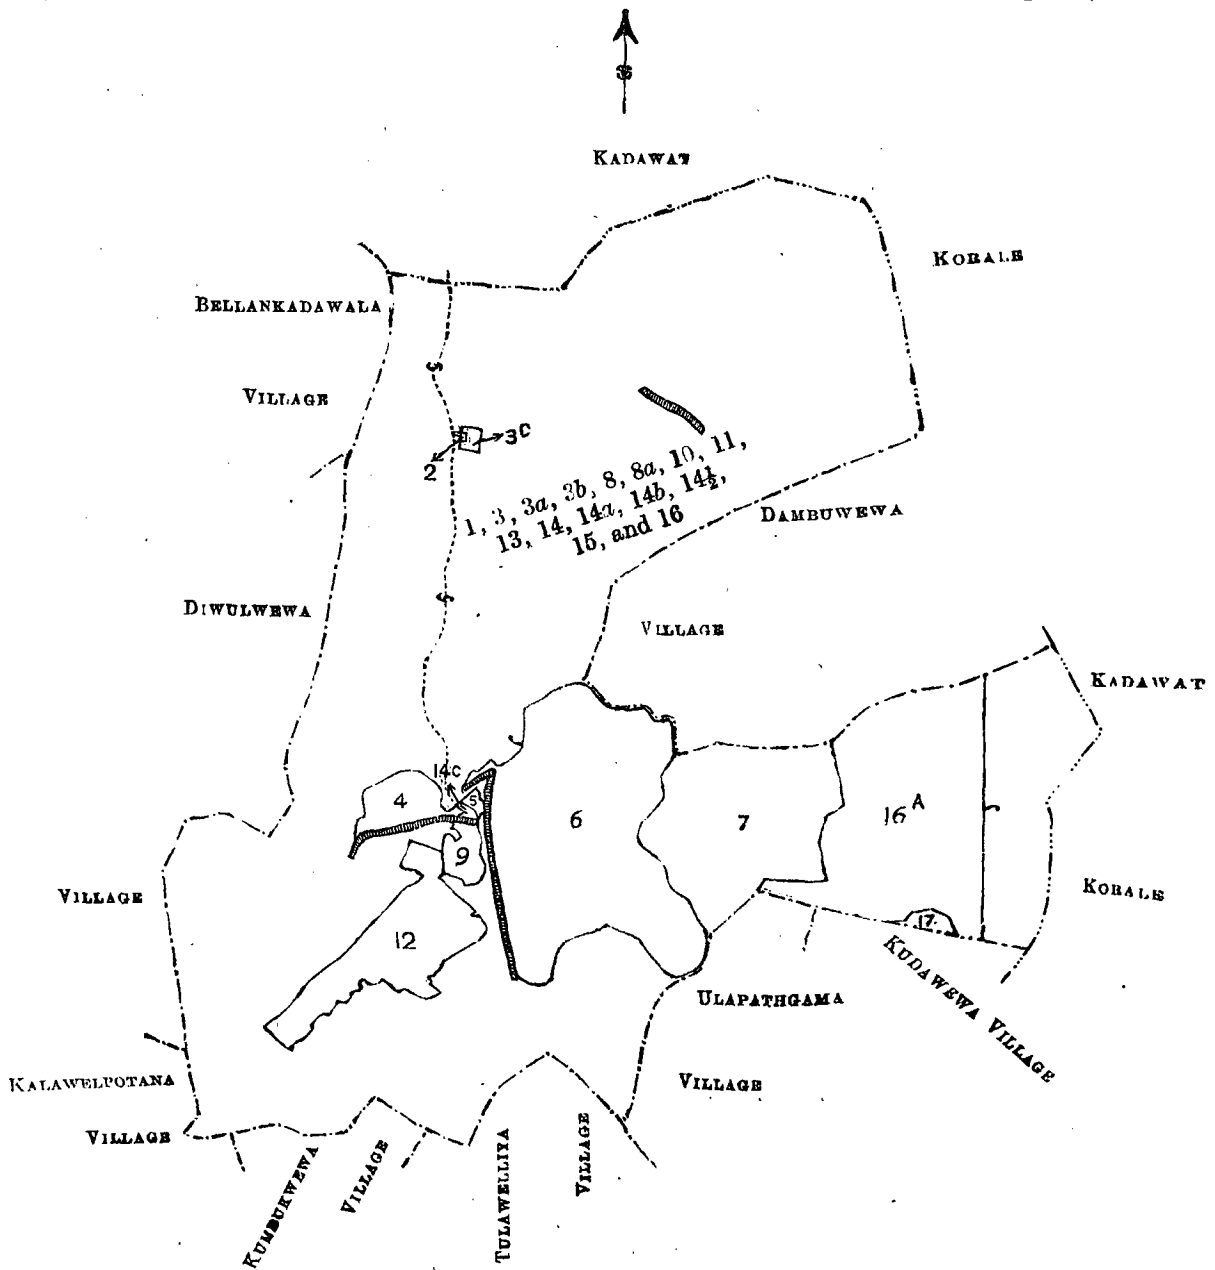 KADAWAT
KORALE
BELLANKADAWALA
VILLAGE
5
3C
2
1, 3, 3a, 3b, 8, 8a, 10, 11,
13, 14, 14a, 14b, 14½,
15, and 16
DAMBUWEWA
DIWULWEWA
5
VILLAGE
KADAWAT
14C
4
5
6
7
16A
9
KORALE
VILLAGE
17.
12
KUDAWEWA VILLAGE
ULAPATHGAMA
KALAWELPOTANA
VILLAGE
VILLAGE
KUMBUKWEWA
VILLAGE
TULAWELLIYA
VILLAGE